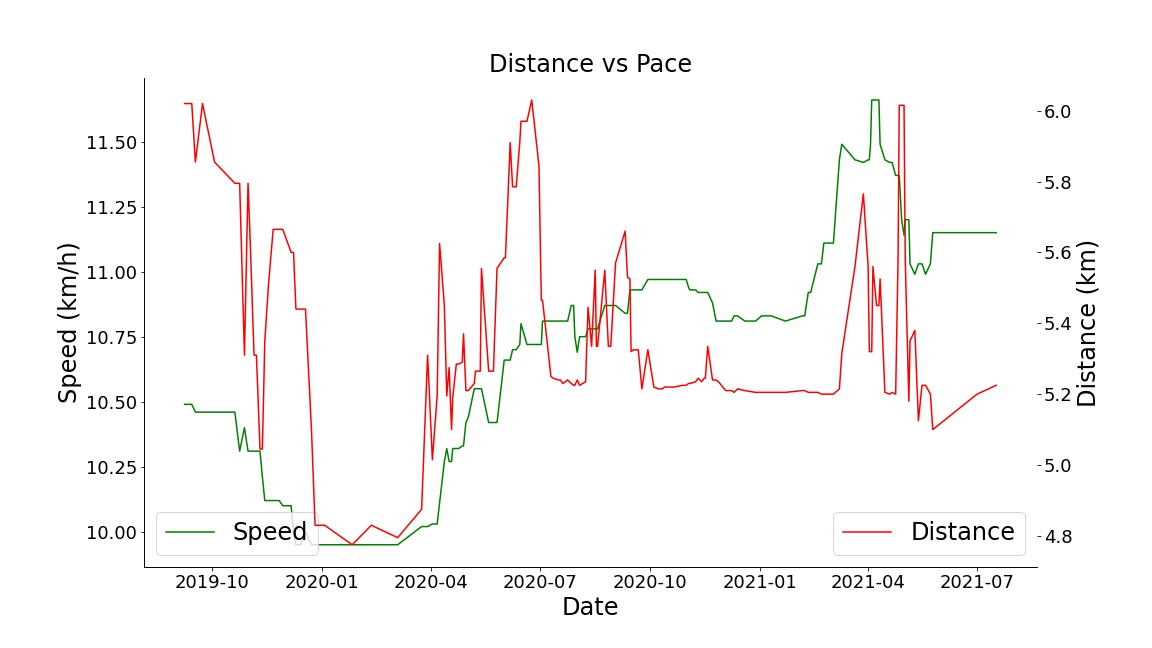 Distance vs Pace
Speed (km/h)
11.50
11.25
11.00
10.75
10.50
10.25
10.00
6.0
5.8
5.6
5.4
5.2
5.0
4.8
Distance (km)
Speed
Distance
2019-10 2020-01 2020-04 2020-07 2020-10 2021-01 2021-04 2021-07
Date